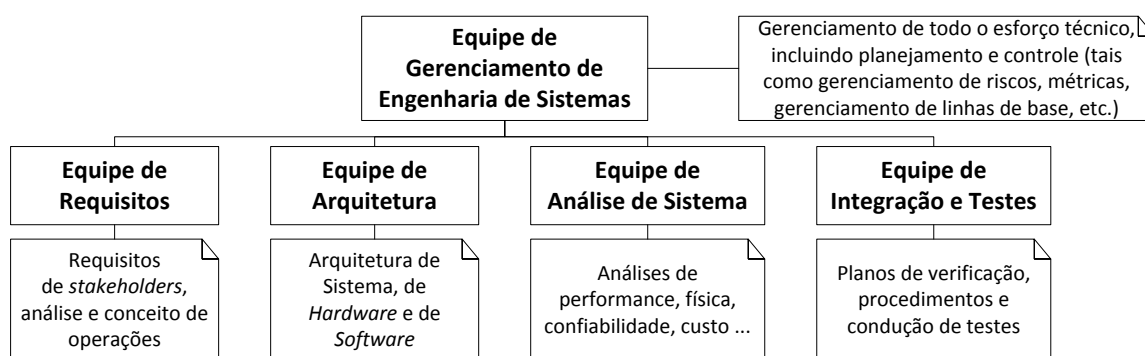 Equipe de
Gerenciamento de
Engenharia de Sistemas
Gerenciamento de todo o esforço técnico,
incluindo planejamento e controle (tais
como gerenciamento de riscos, métricas,
gerenciamento de linhas de base, etc.)
Equipe de
Requisitos
Equipe de
Arquitetura
Equipe de
Análise de Sistema
Equipe de
Integração e Testes
Requisitos
de stakeholders,
análise e conceito de
operações
Arquitetura de
Sistema, de
Hardware e de
Software
Análises de
performance, física,
confiabilidade, custo ...
Planos de verificação,
procedimentos e
condução de testes